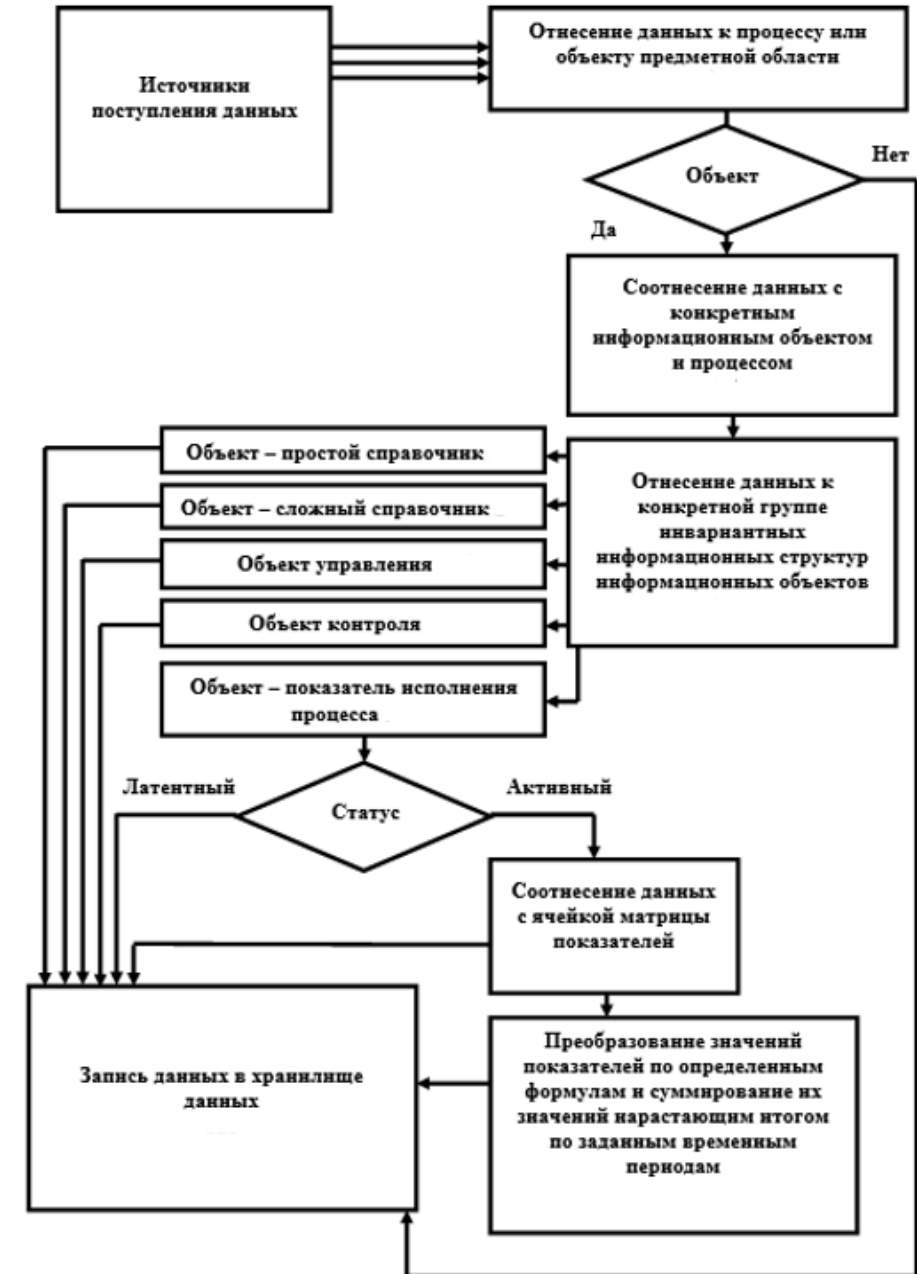 Источники
поступления данных
Отнесение данных к процессу или
объекту предметной области
Объект
Нет
Да
Соотнесение данных с
конкретным
информационным объектом
и процессом
Отнесение данных к
конкретной группе
инвариантных
информационных структур
информационных объектов
Объект – простой справочник
Объект – сложный справочник
Объект управления
Объект контроля
Объект – показатель исполнения
процесса
Латентный
Статус
Активный
Соотнесение данных
с ячейкой матрицы
показателей
Запись данных в хранилище
данных
Преобразование значений
показателей по определенным
формулам и суммирование их
значений нарастающим итогом
по заданным временным
периодам